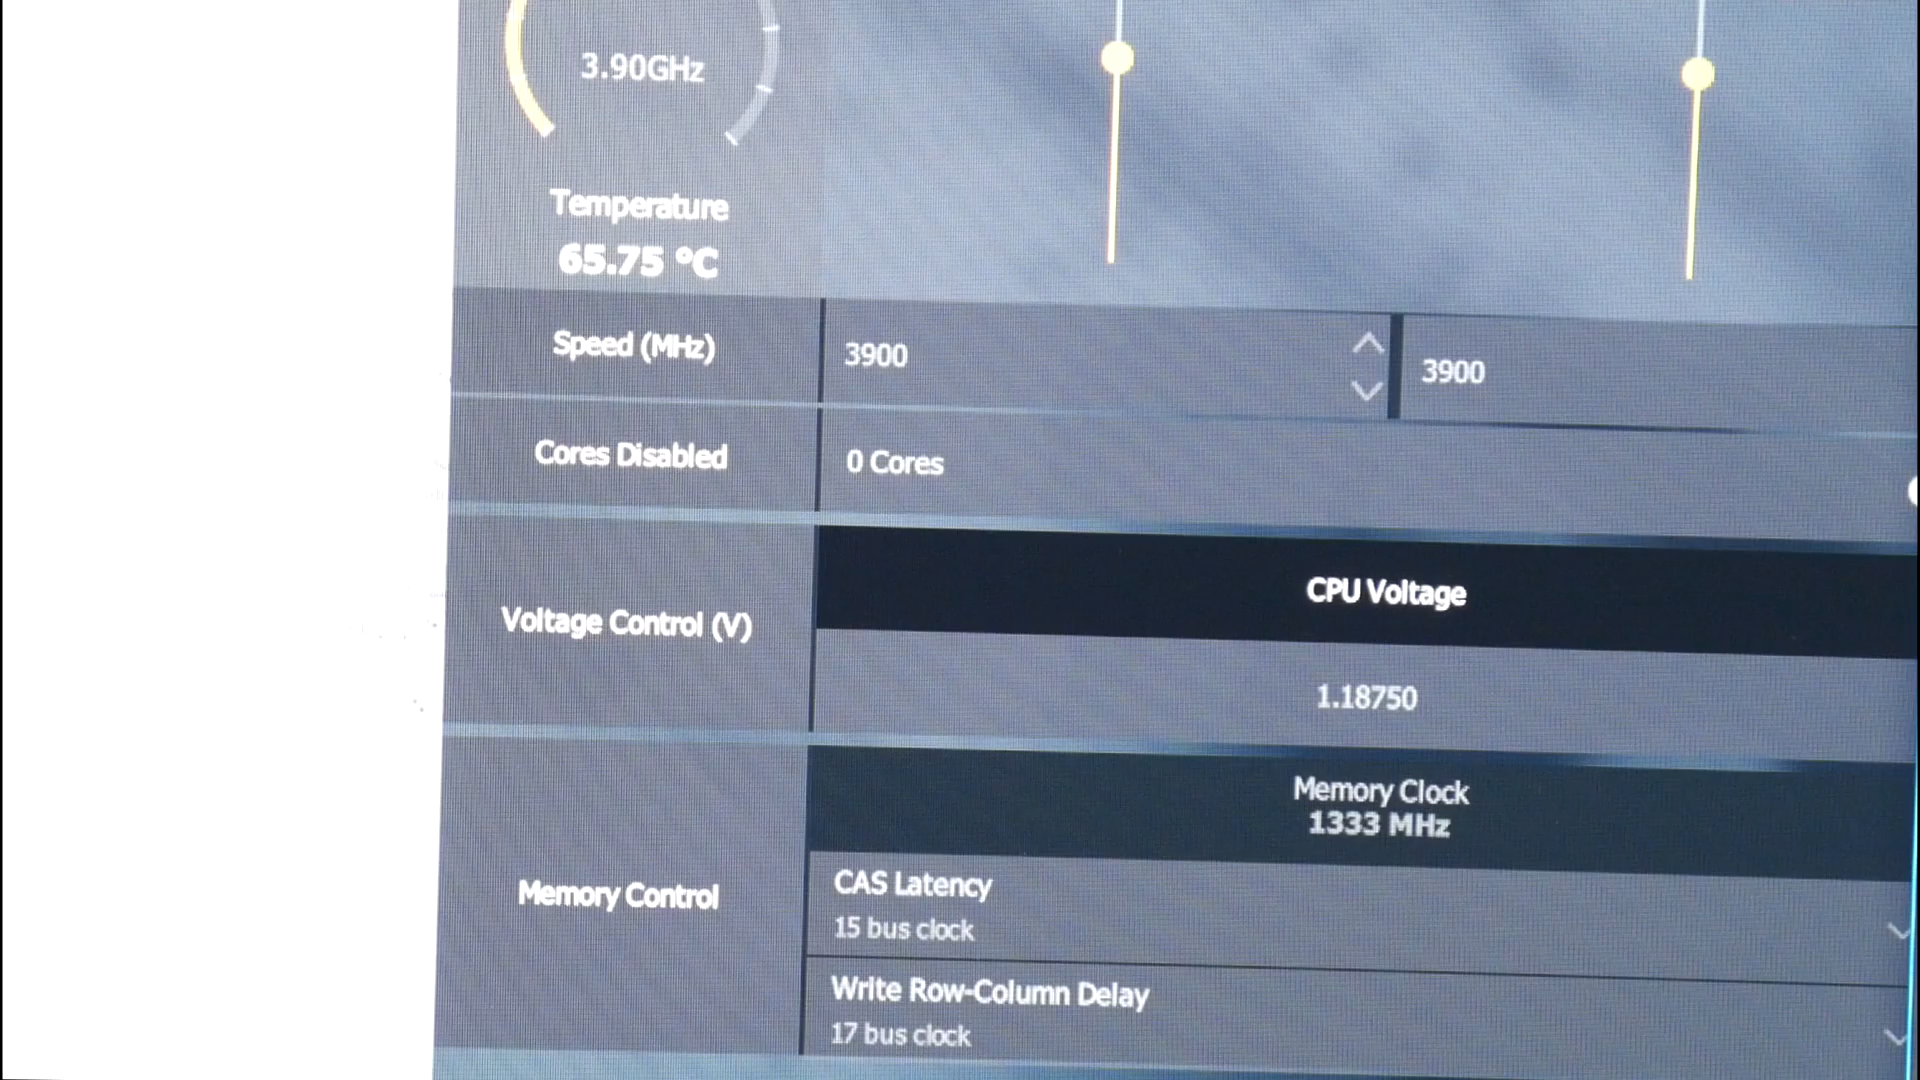 3.90GHz
Temperature
65.75 °C
Speed (MHz)
3900
3900
Cores Disabled
0 Cores
Voltage Control (V)
CPU Voltage
1.18750
Memory Control
Memory Clock
1333 MHz
CAS Latency
15 bus clock
Write Row-Column Delay
17 bus clock